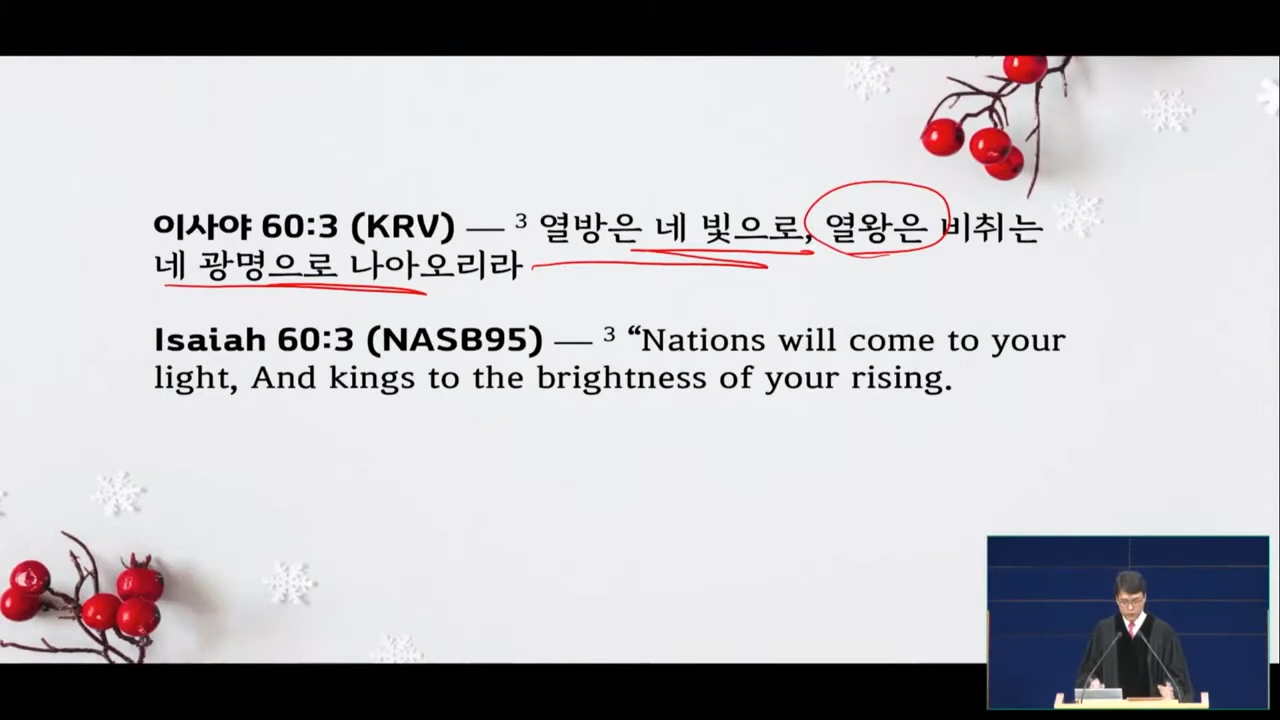 이사야 60:3 (KRV) — ³ 열방은 네 빛으로, 열왕은 비취는
네 광명으로 나아오리라
Isaiah 60:3 (NASB95) — ³ “Nations will come to your
light, And kings to the brightness of your rising.